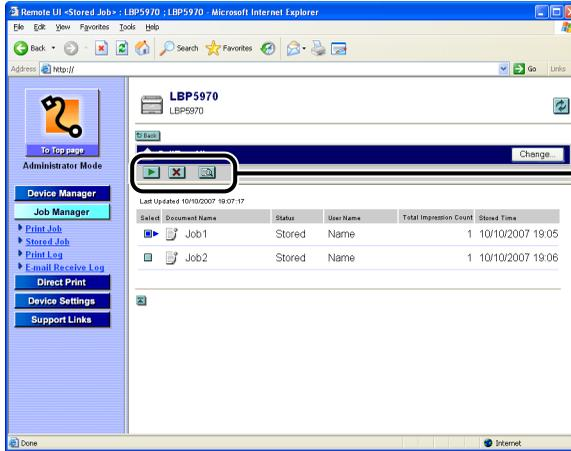 Remote UI <Stored Job> : LBP5970 ; LBP5970 - Microsoft Internet Explorer
File Edit View Favorites Tools Help
Back Search Favorites
Address http:// Go Links
LBP5970
LBP5970
Back
To Top page
Administrator Mode
Change...
Device Manager
Job Manager
Print Job
Stored Job
Print Log
E-mail Receive Log
Direct Print
Device Settings
Support Links
Last Updated 10/10/2007 19:07:17
Select Document Name Status User Name Total Impression Count Stored Time
Job1 Stored Name 1 10/10/2007 19:05
Job2 Stored Name 1 10/10/2007 19:06
Done Internet